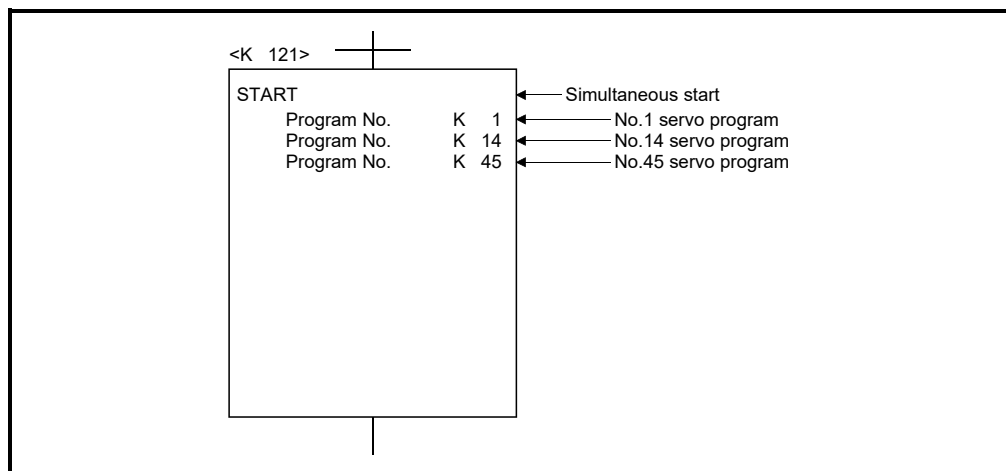 <K 121>
START Simultaneous start
Program No. K 1 No.1 servo program
Program No. K 14 No.14 servo program
Program No. K 45 No.45 servo program